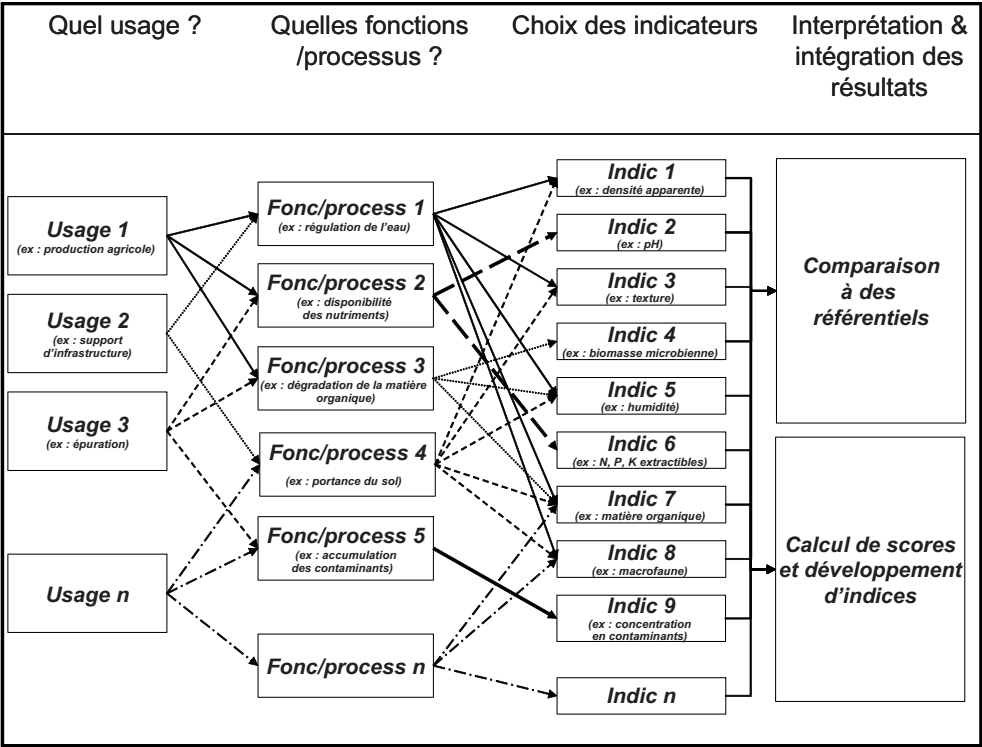 Quel usage ?
Quelles fonctions
/processus ?
Choix des indicateurs
Interprétation &
intégration des
résultats
Usage 1
(ex : production agricole)
Usage 2
(ex : support
d'infrastructure)
Usage 3
(ex : épuration)
Usage n
Fonc/process 1
(ex : régulation de l'eau)
Fonc/process 2
(ex : disponibilité
des nutriments)
Fonc/process 3
(ex : dégradation de la matière
organique)
Fonc/process 4
(ex : portance du sol)
Fonc/process 5
(ex : accumulation
des contaminants)
Fonc/process n
Indic 1
(ex : densité apparente)
Indic 2
(ex : pH)
Indic 3
(ex : texture)
Indic 4
(ex : biomasse microbienne)
Indic 5
(ex : humidité)
Indic 6
(ex : N, P, K extractibles)
Indic 7
(ex : matière organique)
Indic 8
(ex : macrofaune)
Indic 9
(ex : concentration
en contaminants)
Indic n
Comparaison
à des
référentiels
Calcul de scores
et développement
d'indices